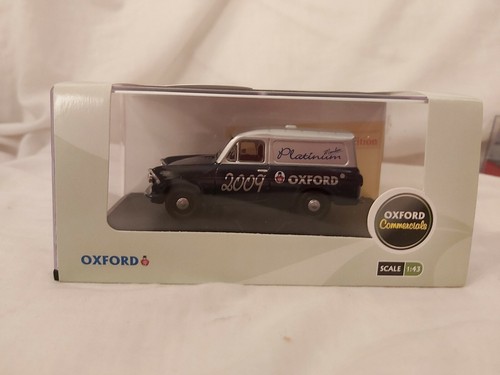 Platinum
2009 OXFORD
OXFORD
Commercials
OXFORD
SCALE 1:43